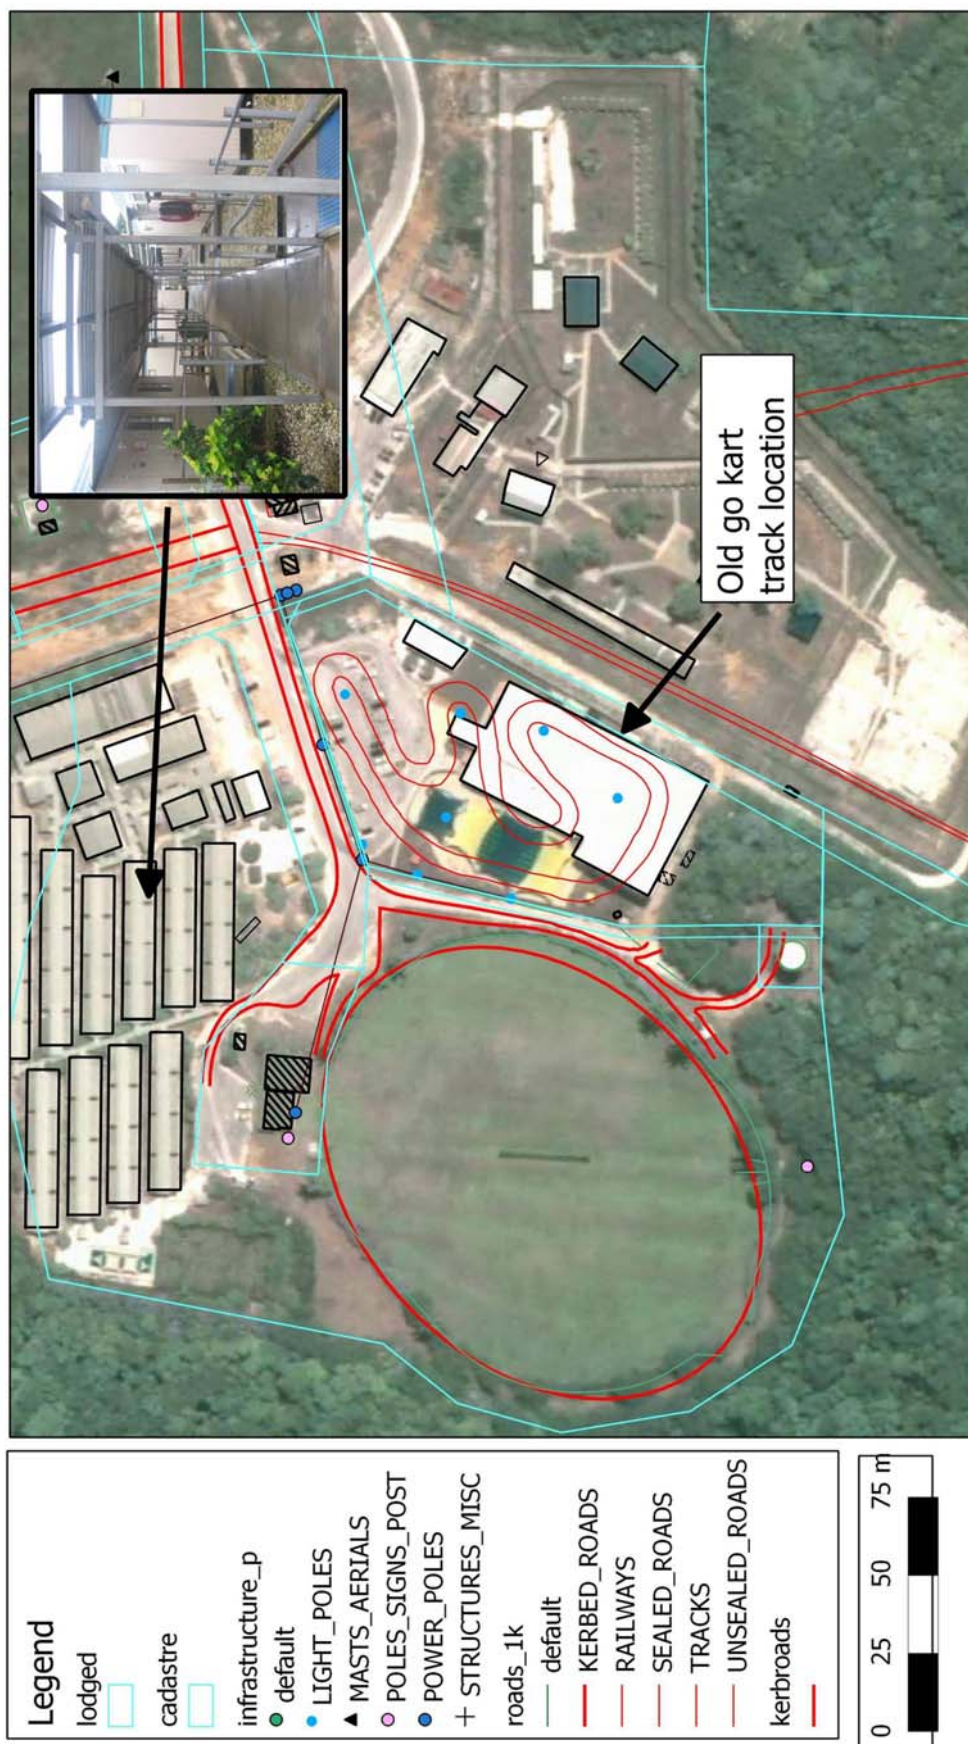 Old go kart
track location
Legend
lodged
cadastre
infrastructure_p
default
LIGHT_POLES
MASTS_AERIALS
POLES_SIGNS_POST
POWER_POLES
STRUCTURES_MISC
roads_1k
default
KERBED_ROADS
RAILWAYS
SEALED_ROADS
TRACKS
UNSEALED_ROADS
kerbroads
0 25 50 75 m